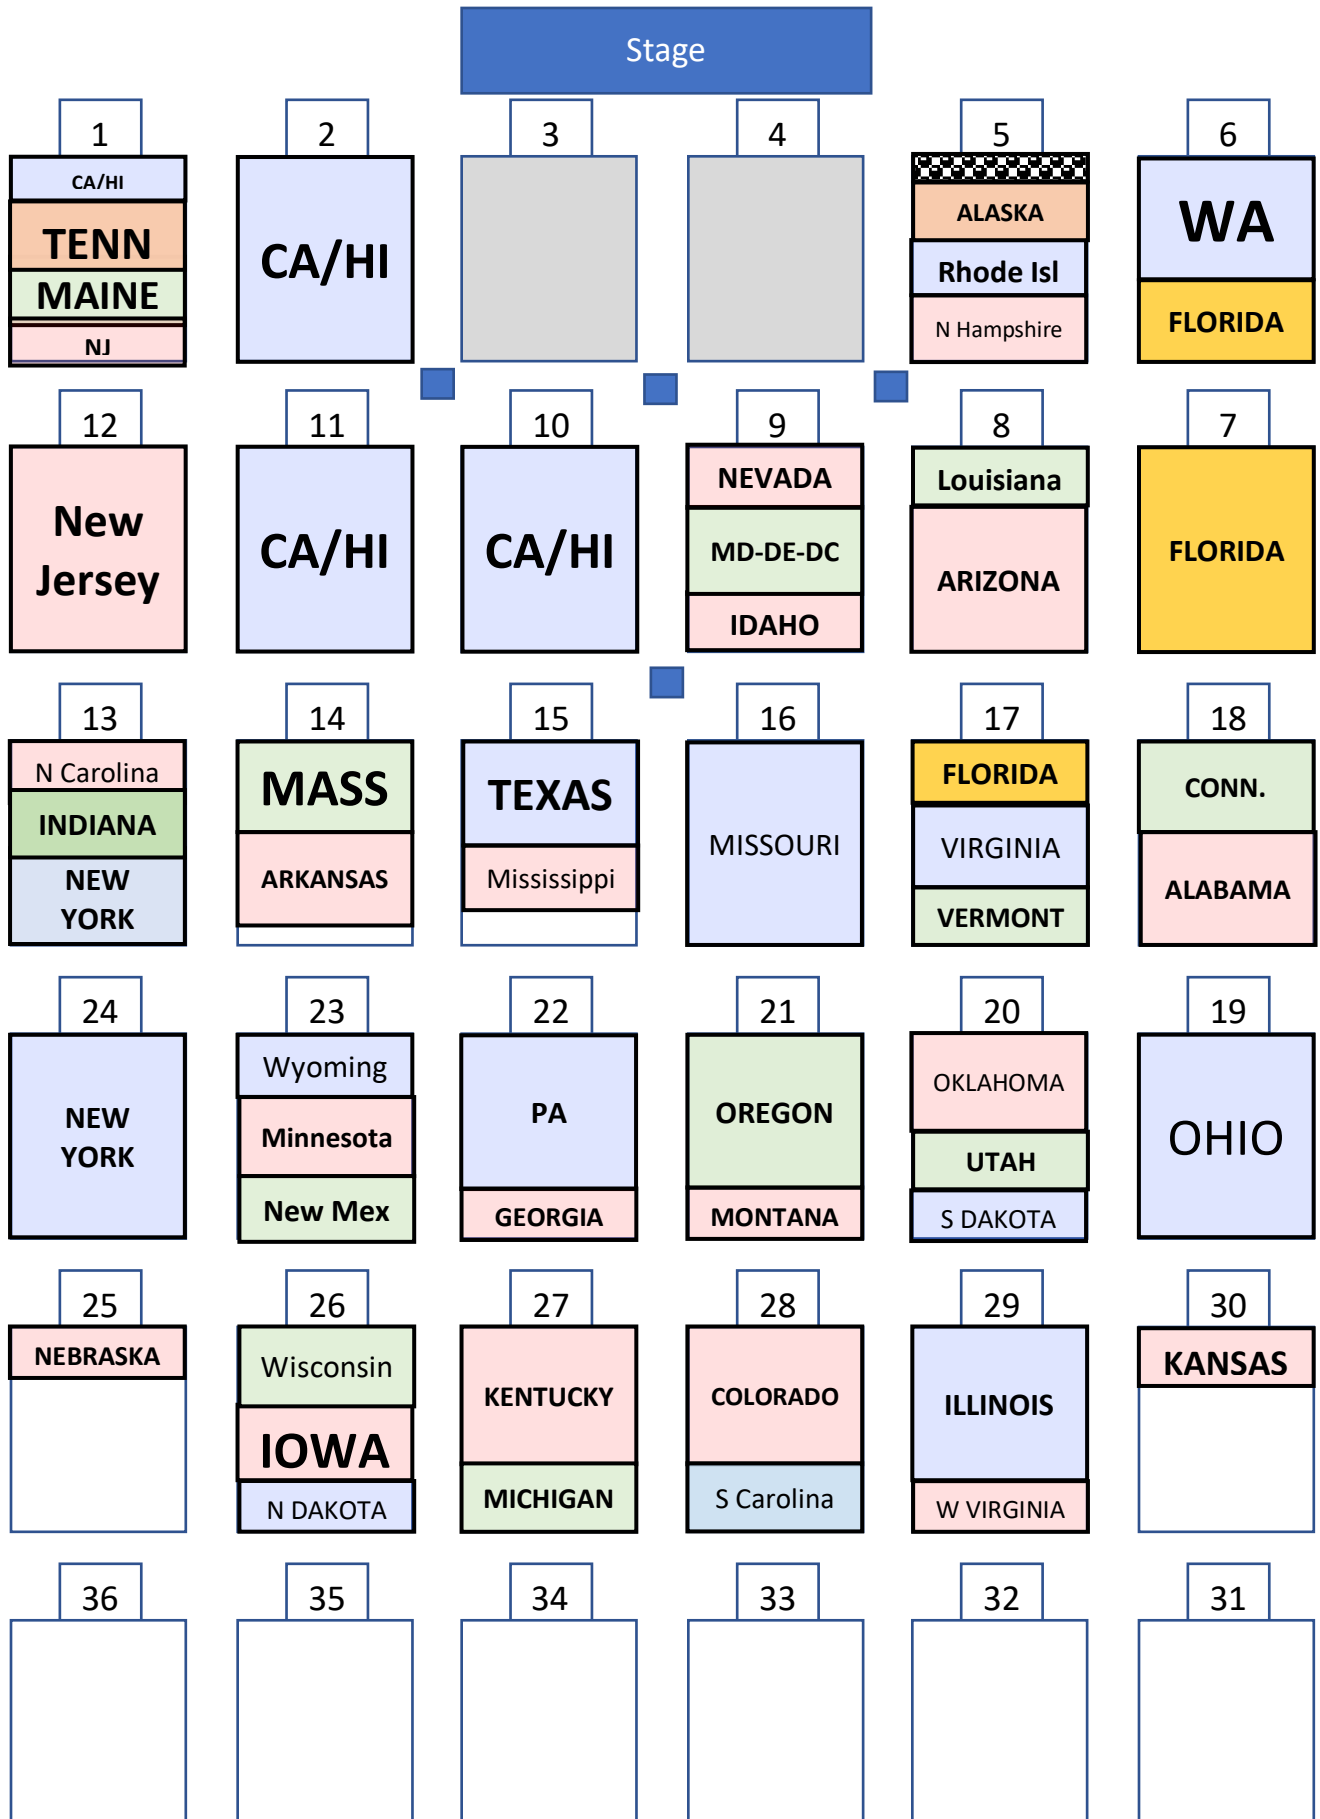 Stage
1
2
3
4
5
6
CA/HI
TENN
MAINE
NJ
CA/HI
ALASKA
Rhode Isl
N Hampshire
WA
FLORIDA
12
11
10
9
8
7
New
Jersey
CA/HI
CA/HI
NEVADA
MD-DE-DC
IDAHO
Louisiana
ARIZONA
FLORIDA
13
14
15
16
17
18
N Carolina
INDIANA
NEW
YORK
MASS
ARKANSAS
TEXAS
Mississippi
MISSOURI
FLORIDA
VIRGINIA
VERMONT
CONN.
ALABAMA
24
23
22
21
20
19
NEW
YORK
Wyoming
Minnesota
New Mex
PA
GEORGIA
OREGON
MONTANA
OKLAHOMA
UTAH
S DAKOTA
OHIO
25
26
27
28
29
30
NEBRASKA
Wisconsin
IOWA
N DAKOTA
KENTUCKY
MICHIGAN
COLORADO
S Carolina
ILLINOIS
W VIRGINIA
KANSAS
36
35
34
33
32
31